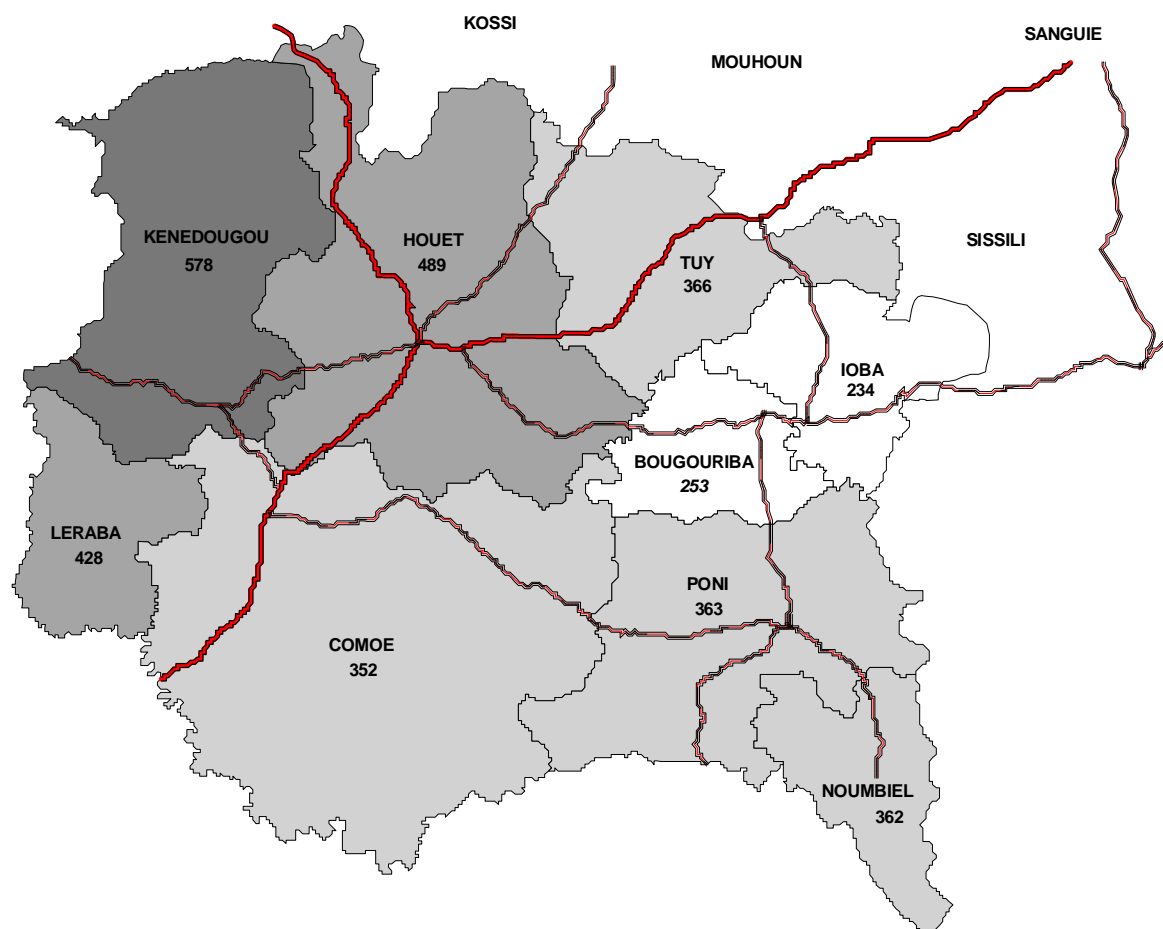 KOSSI
SANGUIE
MOUHOUN
KENEDOUGOU
578
HOUET
489
SISSILI
TUY
366
IOBA
234
BOUGOURIBA
253
LERABA
428
PONI
363
COMOE
352
NOUMBIEL
362